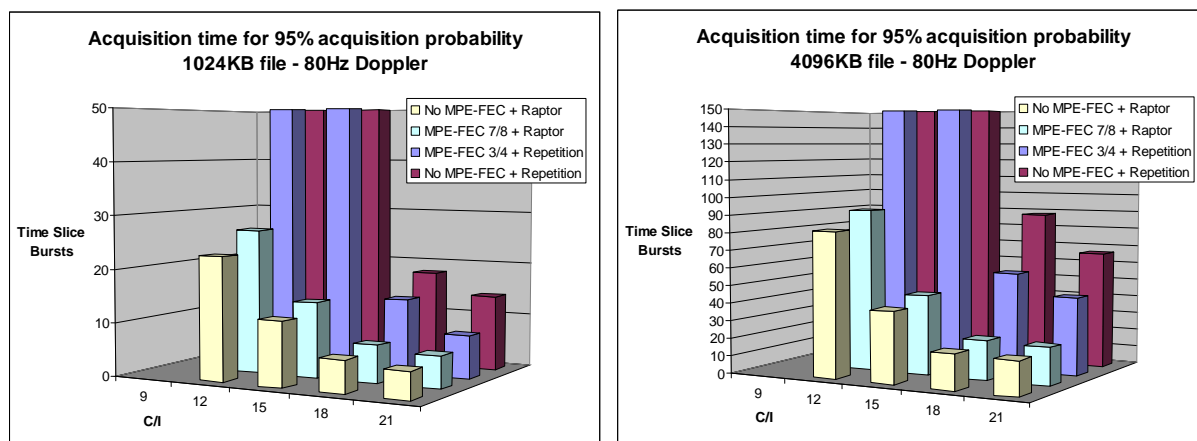 Acquisition time for 95% acquisition probability
1024KB file - 80Hz Doppler
50
40
30
20
10
0
Time Slice
Bursts
No MPE-FEC + Raptor
MPE-FEC 7/8 + Raptor
MPE-FEC 3/4 + Repetition
No MPE-FEC + Repetition
9
12
15
18
21
C/I
Acquisition time for 95% acquisition probability
4096KB file - 80Hz Doppler
150
140
130
120
110
100
90
80
70
60
50
40
30
20
10
0
Time Slice
Bursts
No MPE-FEC + Raptor
MPE-FEC 7/8 + Raptor
MPE-FEC 3/4 + Repetition
No MPE-FEC + Repetition
9
12
15
18
21
C/I